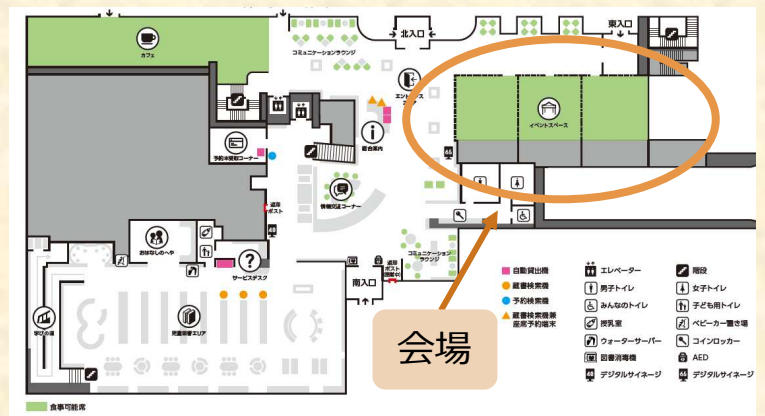 北入口
東入口
カフェ
コミュニケーションラウンジ
エントランス
イベントスペース
総合案内
予約本受取コーナー
情報交流コーナー
返却
ポスト
おはなしのへや
サービスデスク
コミュニケーション
ラウンジ
学びの場
児童図書エリア
南入口
返却
ポスト
自動貸出機
蔵書検索機
予約検索機
蔵書検索機兼
座席予約端末
エレベーター
階段
男子トイレ
女子トイレ
みんなのトイレ
子ども用トイレ
授乳室
ベビーカー置き場
ウォーターサーバー
コインロッカー
図書消毒機
AED
デジタルサイネージ
デジタルサイネージ
会場
食事可能席